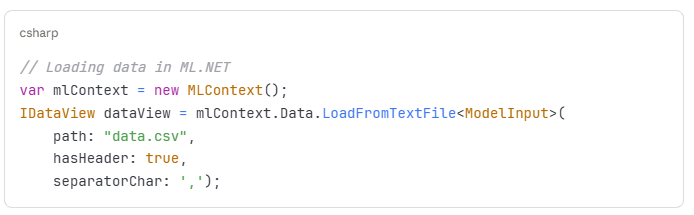 csharp
// Loading data in ML.NET
var mlContext = new MLContext();
IDataView dataView = mlContext.Data.LoadFromTextFile<ModelInput>(
    path: "data.csv",
    hasHeader: true,
    separatorChar: ',');